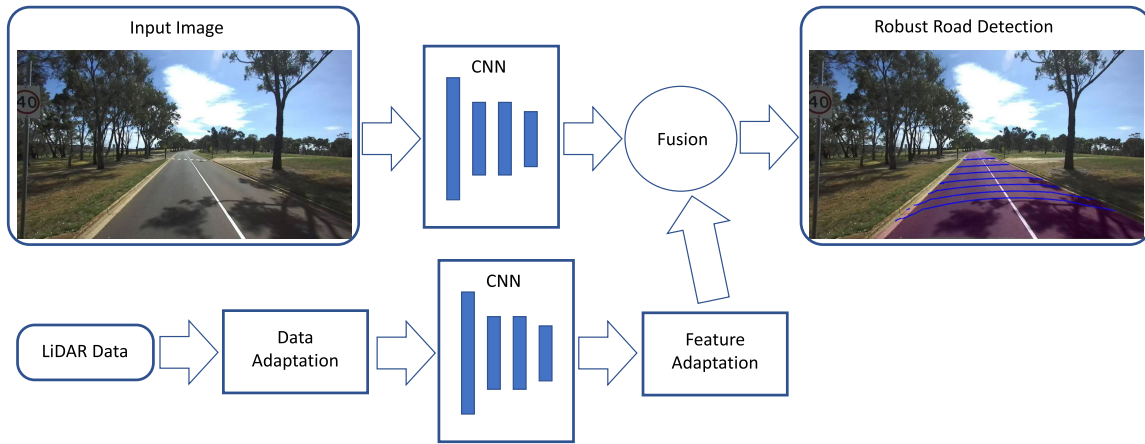 Input Image
40
CNN
Fusion
Robust Road Detection
40
LiDAR Data
Data
Adaptation
CNN
Feature
Adaptation